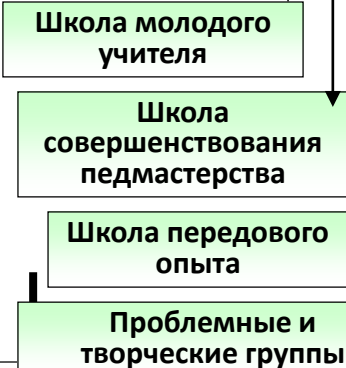 Школа молодого
учителя
Школа
совершенствования
педмастерства
Школа передового
опыта
Проблемные и
творческие группы